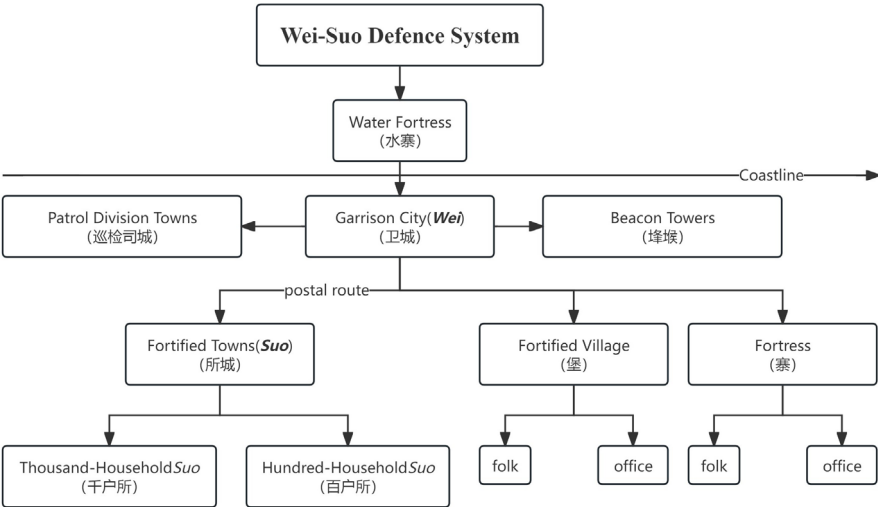 Wei-Suo Defence System
Water Fortress
(水寨)
Coastline
Patrol Division Towns
(巡检司城)
Garrison City(Wei)
(卫城)
Beacon Towers
(埄堠)
postal route
Fortified Towns(Suo)
(所城)
Fortified Village
(堡)
Fortress
(寨)
Thousand-HouseholdSuo
(千户所)
Hundred-HouseholdSuo
(百户所)
folk
office
folk
office